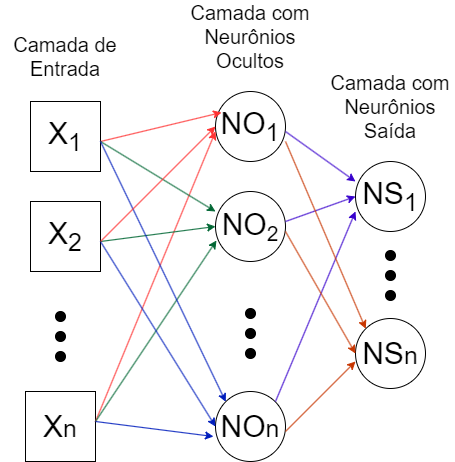 Camada de
Entrada
X1
X2
Xn
Camada com
Neurônios
Ocultos
NO1
NO2
NOn
Camada com
Neurônios
Saída
NS1
NSn